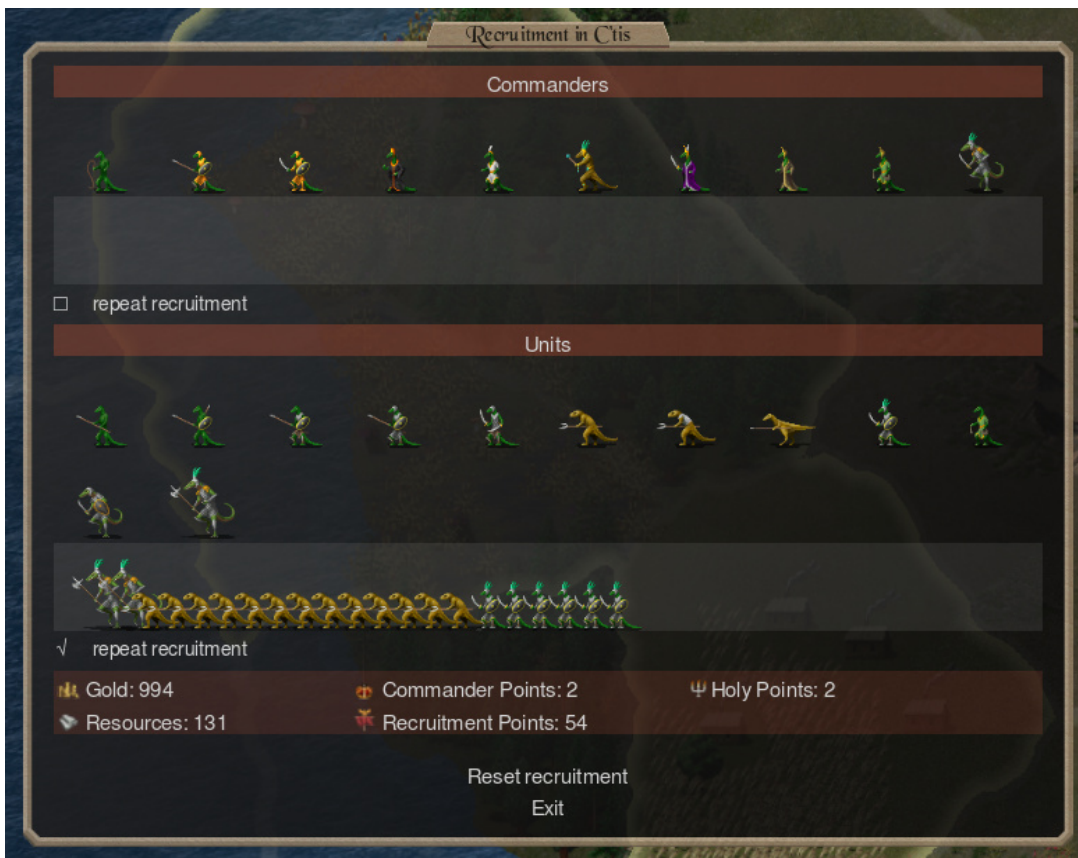 Recruitment in C'tis
Commanders
repeat recruitment
Units
√ repeat recruitment
Gold: 994 Commander Points: 2 Holy Points: 2
Resources: 131 Recruitment Points: 54
Reset recruitment
Exit